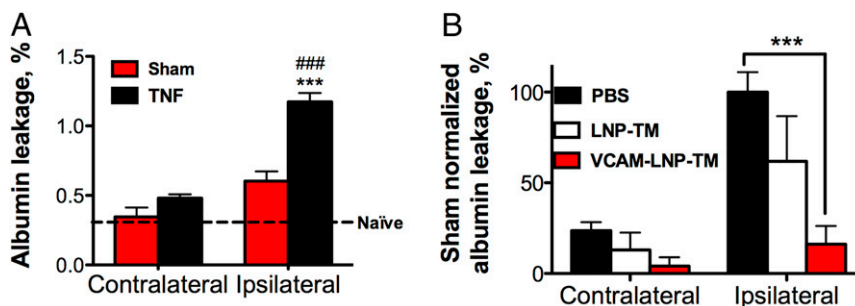 A
Albumin leakage, %
1.5
1.0
0.5
0.0
Sham
TNF
###
***
Naïve
Contralateral Ipsilateral
B
Sham normalized
albumin leakage, %
100
50
0
PBS
LNP-TM
VCAM-LNP-TM
***
Contralateral Ipsilateral